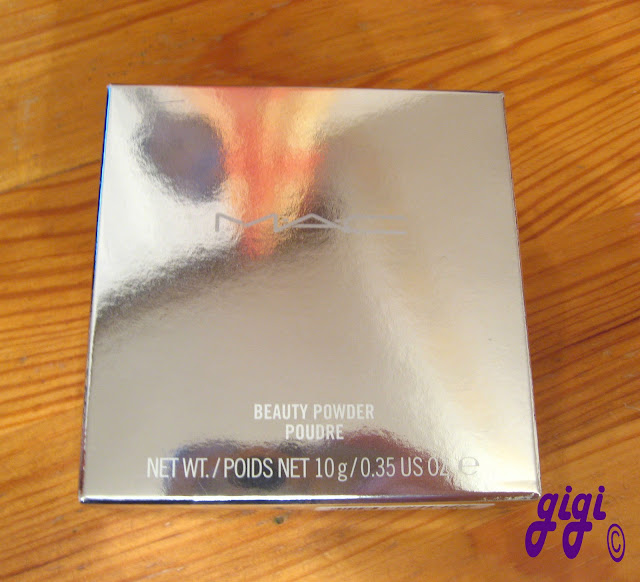 MAC
BEAUTY POWDER
POUDRE
NET WT./POIDS NET 10 g/0.35 US OZ ℮
gigi
©